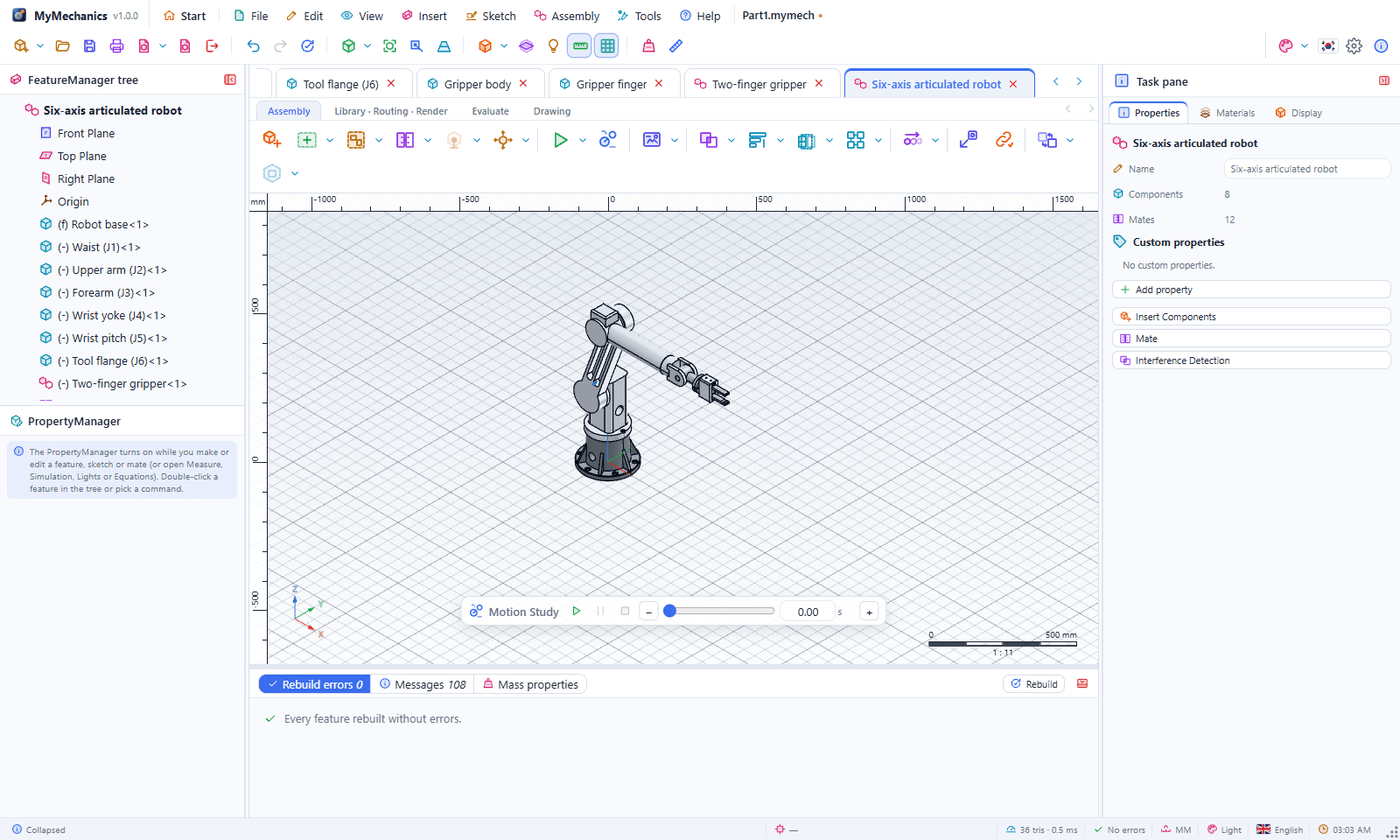 MyMechanics v1.0.0 Start File Edit View Insert Sketch Assembly Tools Help Part1.mymech
FeatureManager tree
Six-axis articulated robot
Front Plane
Top Plane
Right Plane
Origin
(f) Robot base<1>
(-) Waist (J1)<1>
(-) Upper arm (J2)<1>
(-) Forearm (J3)<1>
(-) Wrist yoke (J4)<1>
(-) Wrist pitch (J5)<1>
(-) Tool flange (J6)<1>
(-) Two-finger gripper<1>
PropertyManager
The PropertyManager turns on while you make or
edit a feature, sketch or mate (or open Measure,
Simulation, Lights or Equations). Double-click a
feature in the tree or pick a command.
Tool flange (J6) Gripper body Gripper finger Two-finger gripper Six-axis articulated robot
Assembly Library · Routing · Render Evaluate Drawing
mm -1000 -500 0 500 1000 1500
500
0
500
Z
Y
X
Motion Study 0.00 s
0 500 mm
1 : 11
Rebuild errors 0 Messages 108 Mass properties Rebuild
Every feature rebuilt without errors.
Task pane
Properties Materials Display
Six-axis articulated robot
Name Six-axis articulated robot
Components 8
Mates 12
Custom properties
No custom properties.
Add property
Insert Components
Mate
Interference Detection
Collapsed — 36 tris · 0.5 ms No errors MM Light English 03:03 AM